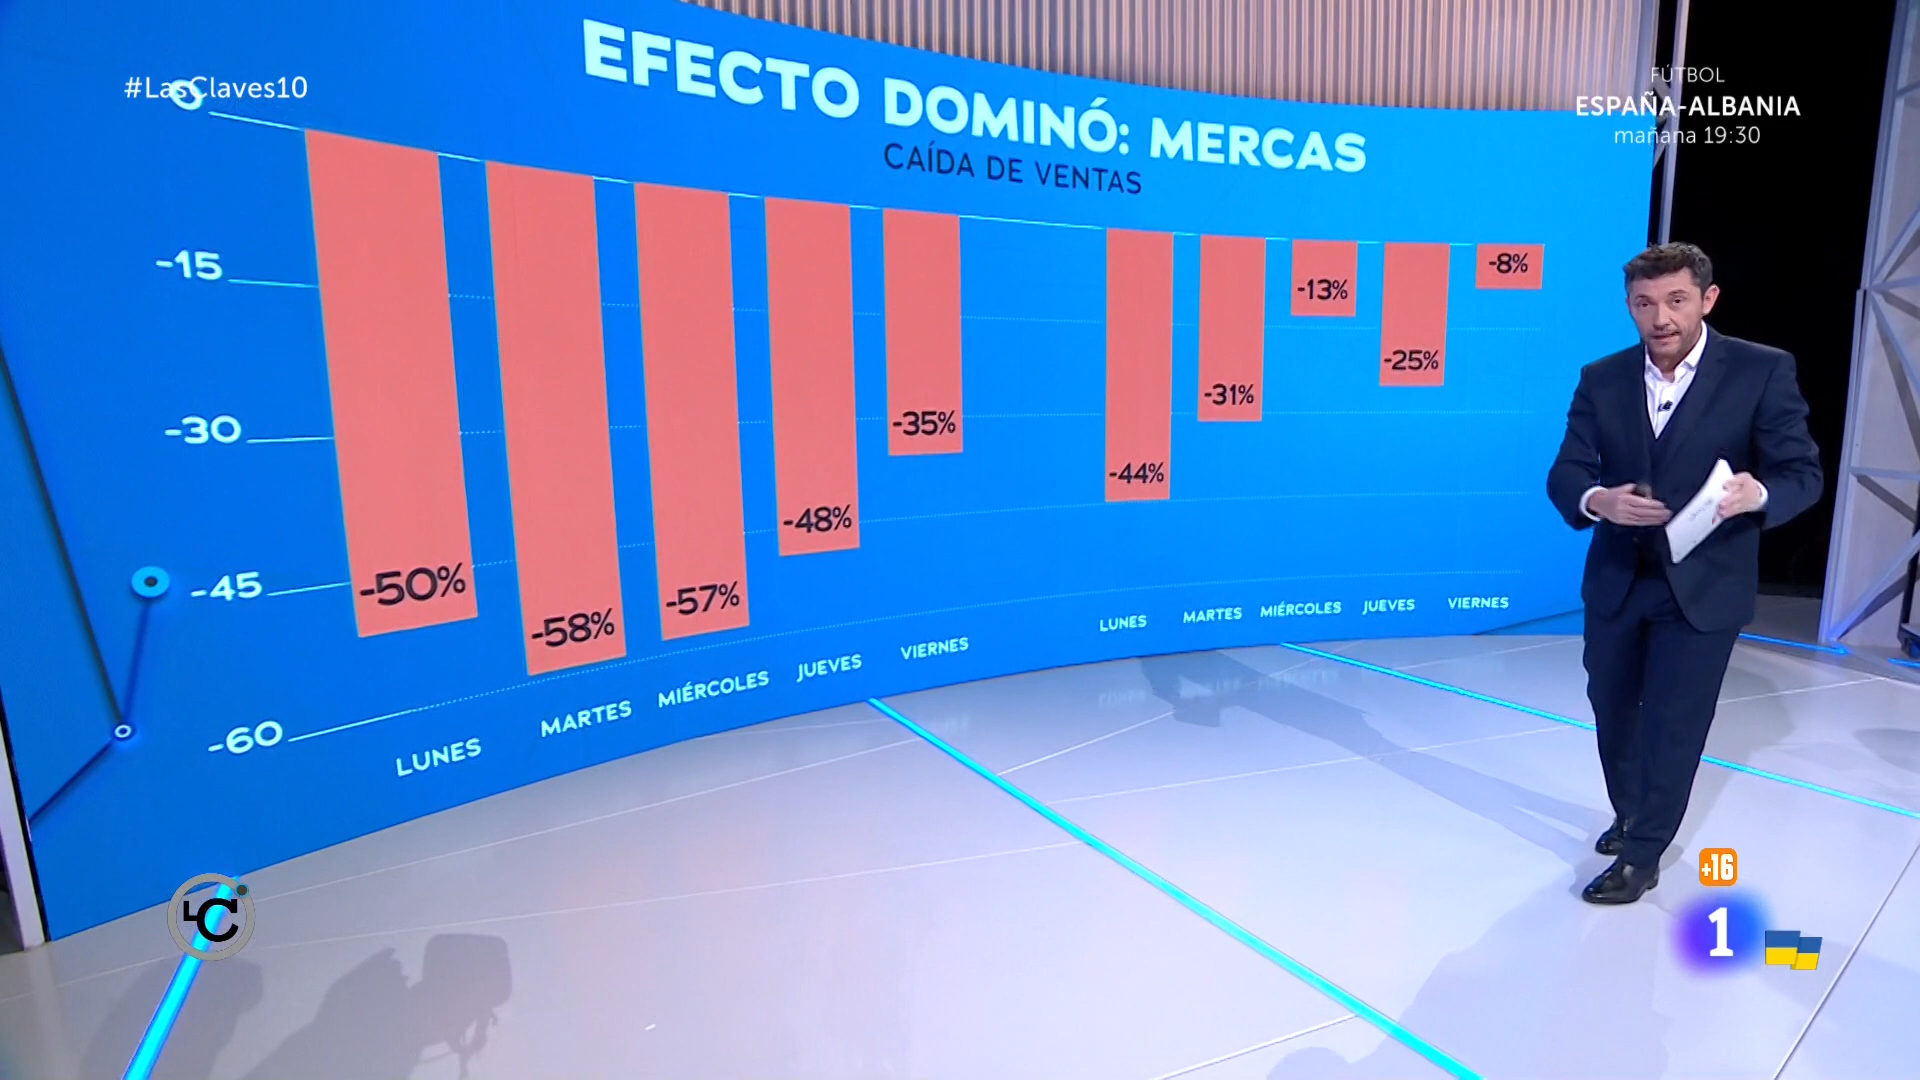 #LasClaves10
FÚTBOL
ESPAÑA-ALBANIA
mañana 19:30
EFECTO DOMINÓ: MERCAS
CAÍDA DE VENTAS
0
-15
-30
-45
-60
-50%
-58%
-57%
-48%
-35%
-44%
-31%
-13%
-25%
-8%
LUNES
MARTES
MIÉRCOLES
JUEVES
VIERNES
LUNES
MARTES
MIÉRCOLES
JUEVES
VIERNES
LC
+16
1